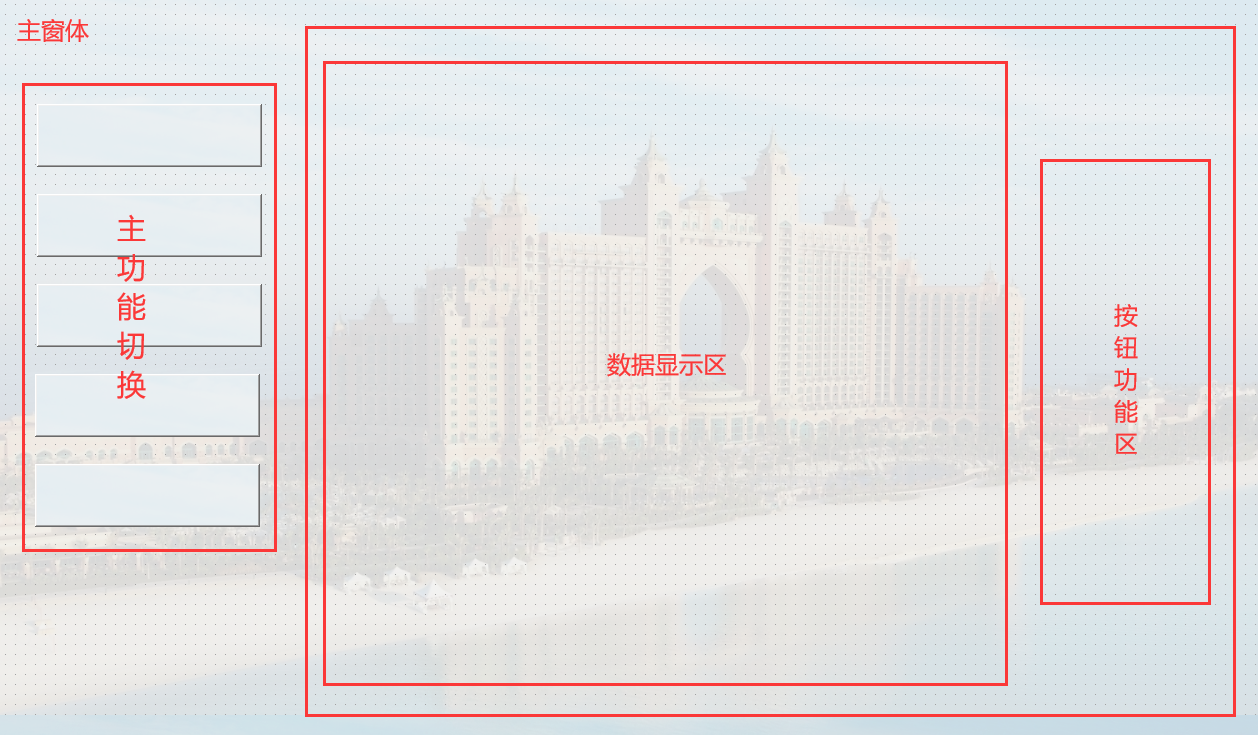 主窗体
主
功
能
切
换
数据显示区
按
钮
功
能
区